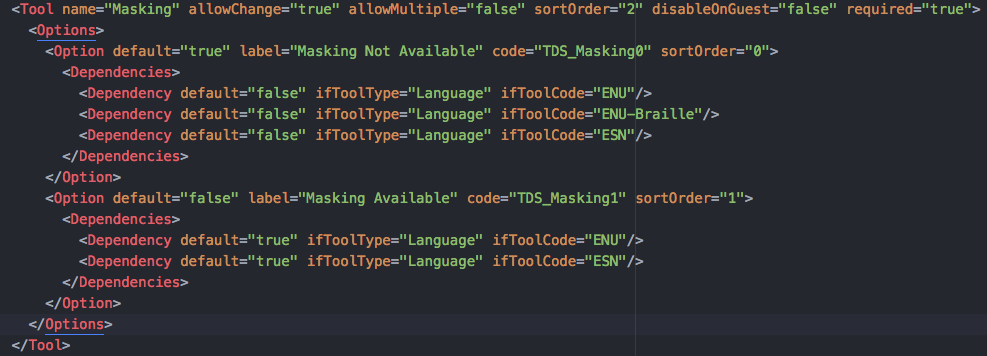 <Tool name="Masking" allowChange="true" allowMultiple="false" sortOrder="2" disableOnGuest="false" required="true">
<Options>
<Option default="true" label="Masking Not Available" code="TDS_Masking0" sortOrder="0">
<Dependencies>
<Dependency default="false" ifToolType="Language" ifToolCode="ENU"/>
<Dependency default="false" ifToolType="Language" ifToolCode="ENU-Braille"/>
<Dependency default="false" ifToolType="Language" ifToolCode="ESN"/>
</Dependencies>
</Option>
<Option default="false" label="Masking Available" code="TDS_Masking1" sortOrder="1">
<Dependencies>
<Dependency default="true" ifToolType="Language" ifToolCode="ENU"/>
<Dependency default="true" ifToolType="Language" ifToolCode="ESN"/>
</Dependencies>
</Option>
</Options>
</Tool>